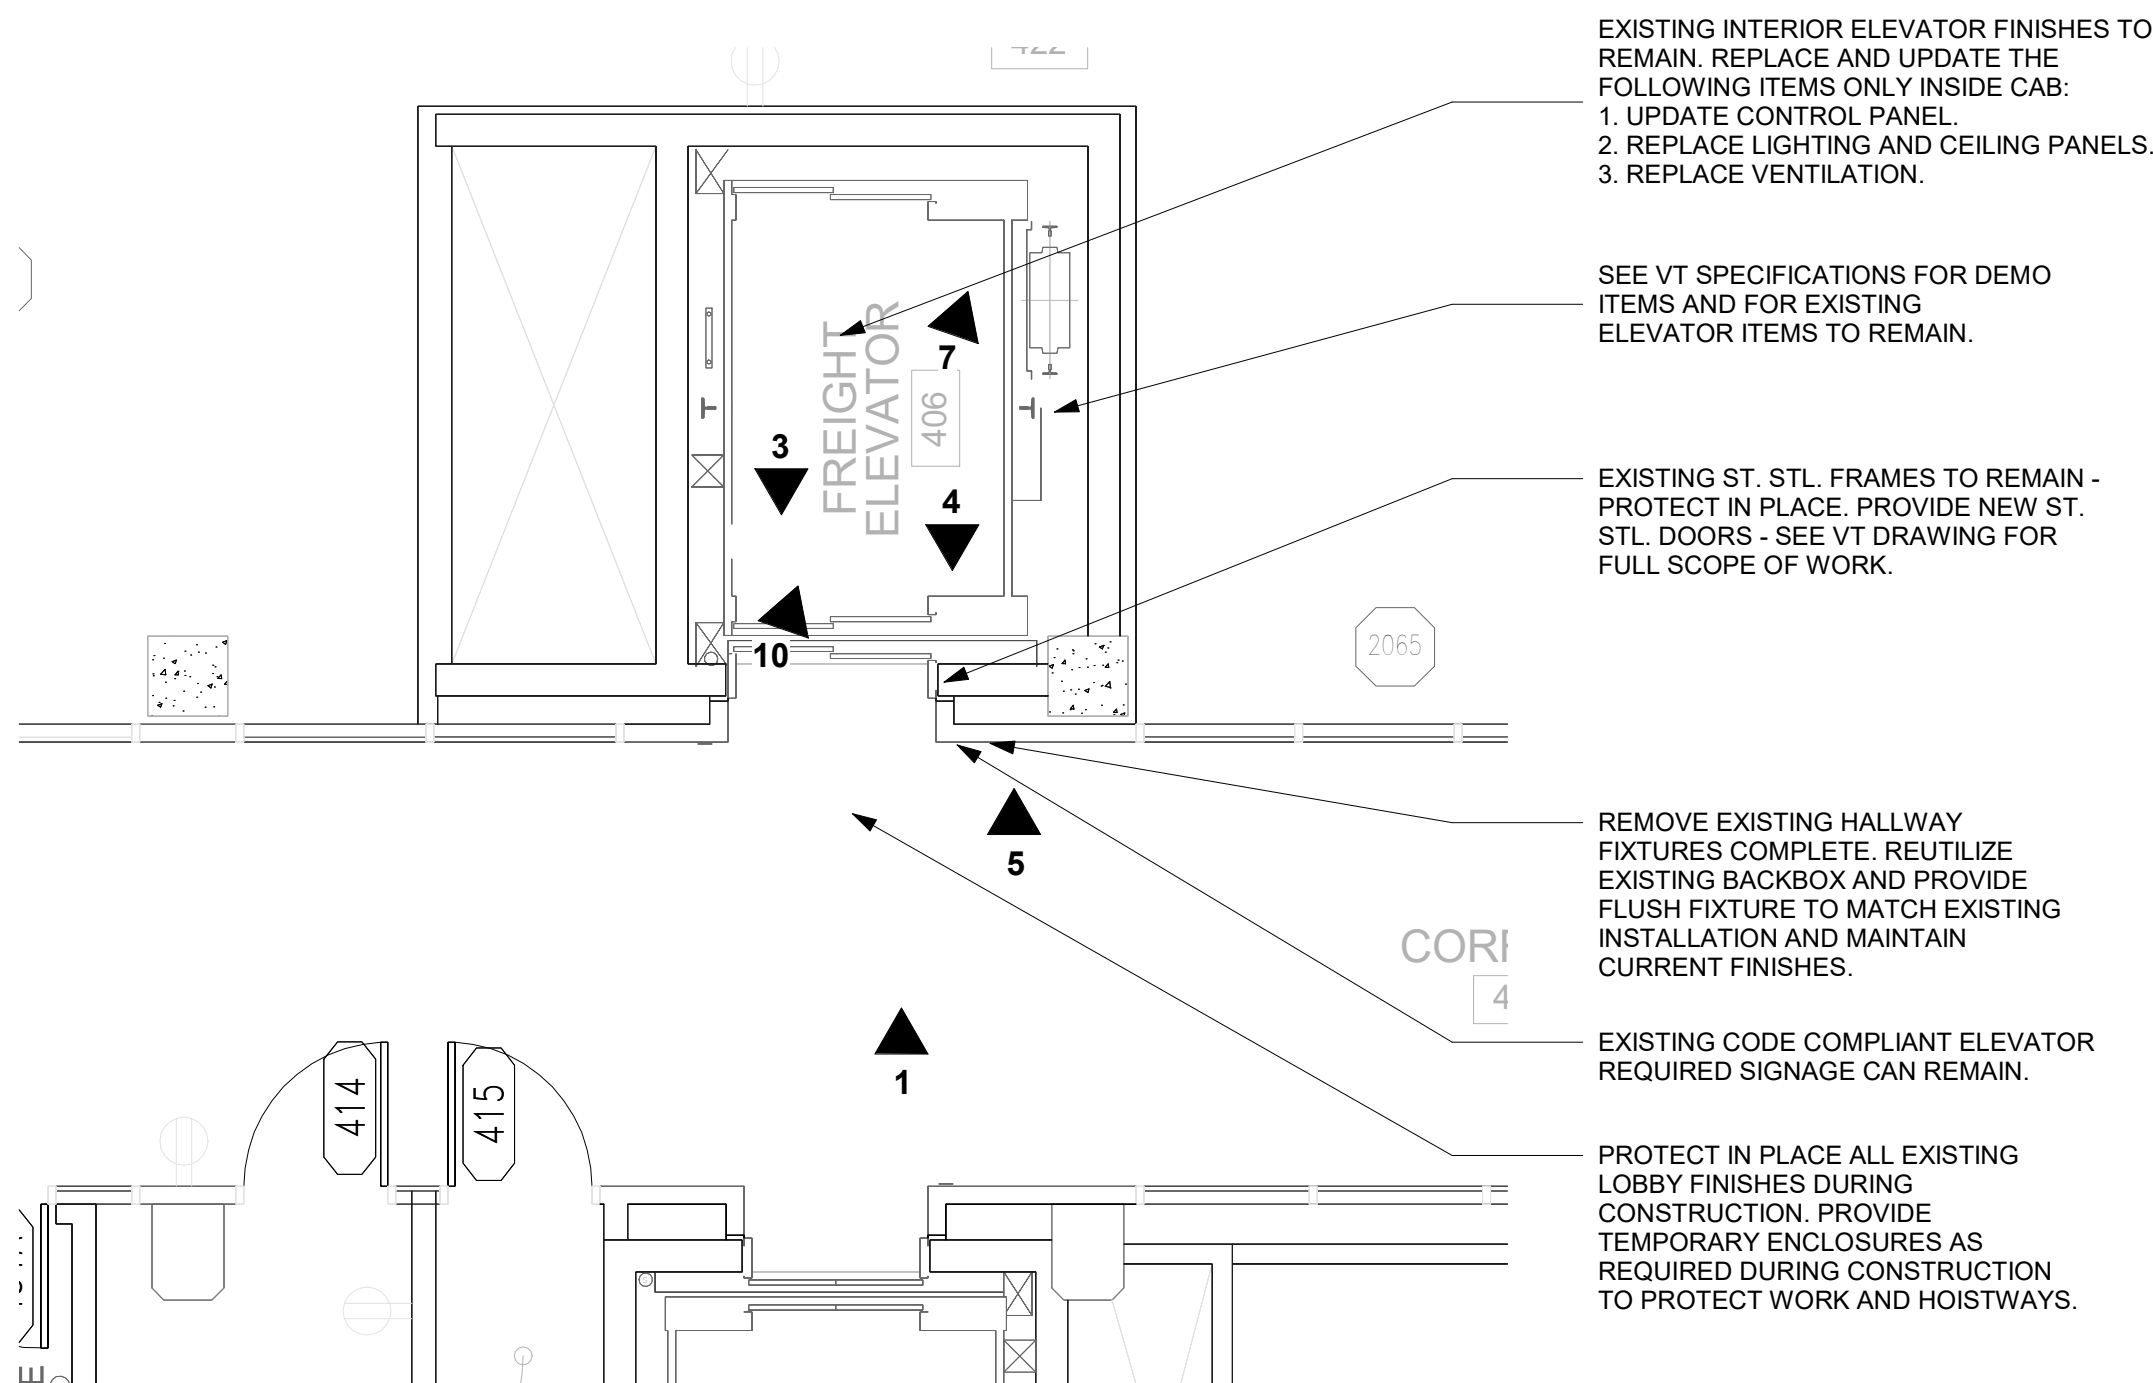 422
EXISTING INTERIOR ELEVATOR FINISHES TO
REMAIN. REPLACE AND UPDATE THE
FOLLOWING ITEMS ONLY INSIDE CAB:
1. UPDATE CONTROL PANEL.
2. REPLACE LIGHTING AND CEILING PANELS.
3. REPLACE VENTILATION.
SEE VT SPECIFICATIONS FOR DEMO
ITEMS AND FOR EXISTING
ELEVATOR ITEMS TO REMAIN.
EXISTING ST. STL. FRAMES TO REMAIN -
PROTECT IN PLACE. PROVIDE NEW ST.
STL. DOORS - SEE VT DRAWING FOR
FULL SCOPE OF WORK.
REMOVE EXISTING HALLWAY
FIXTURES COMPLETE. REUTILIZE
EXISTING BACKBOX AND PROVIDE
FLUSH FIXTURE TO MATCH EXISTING
INSTALLATION AND MAINTAIN
CURRENT FINISHES.
EXISTING CODE COMPLIANT ELEVATOR
REQUIRED SIGNAGE CAN REMAIN.
PROTECT IN PLACE ALL EXISTING
LOBBY FINISHES DURING
CONSTRUCTION. PROVIDE
TEMPORARY ENCLOSURES AS
REQUIRED DURING CONSTRUCTION
TO PROTECT WORK AND HOISTWAYS.
FREIGHT
ELEVATOR
406
7
3
4
10
2065
5
1
414
415
4
E